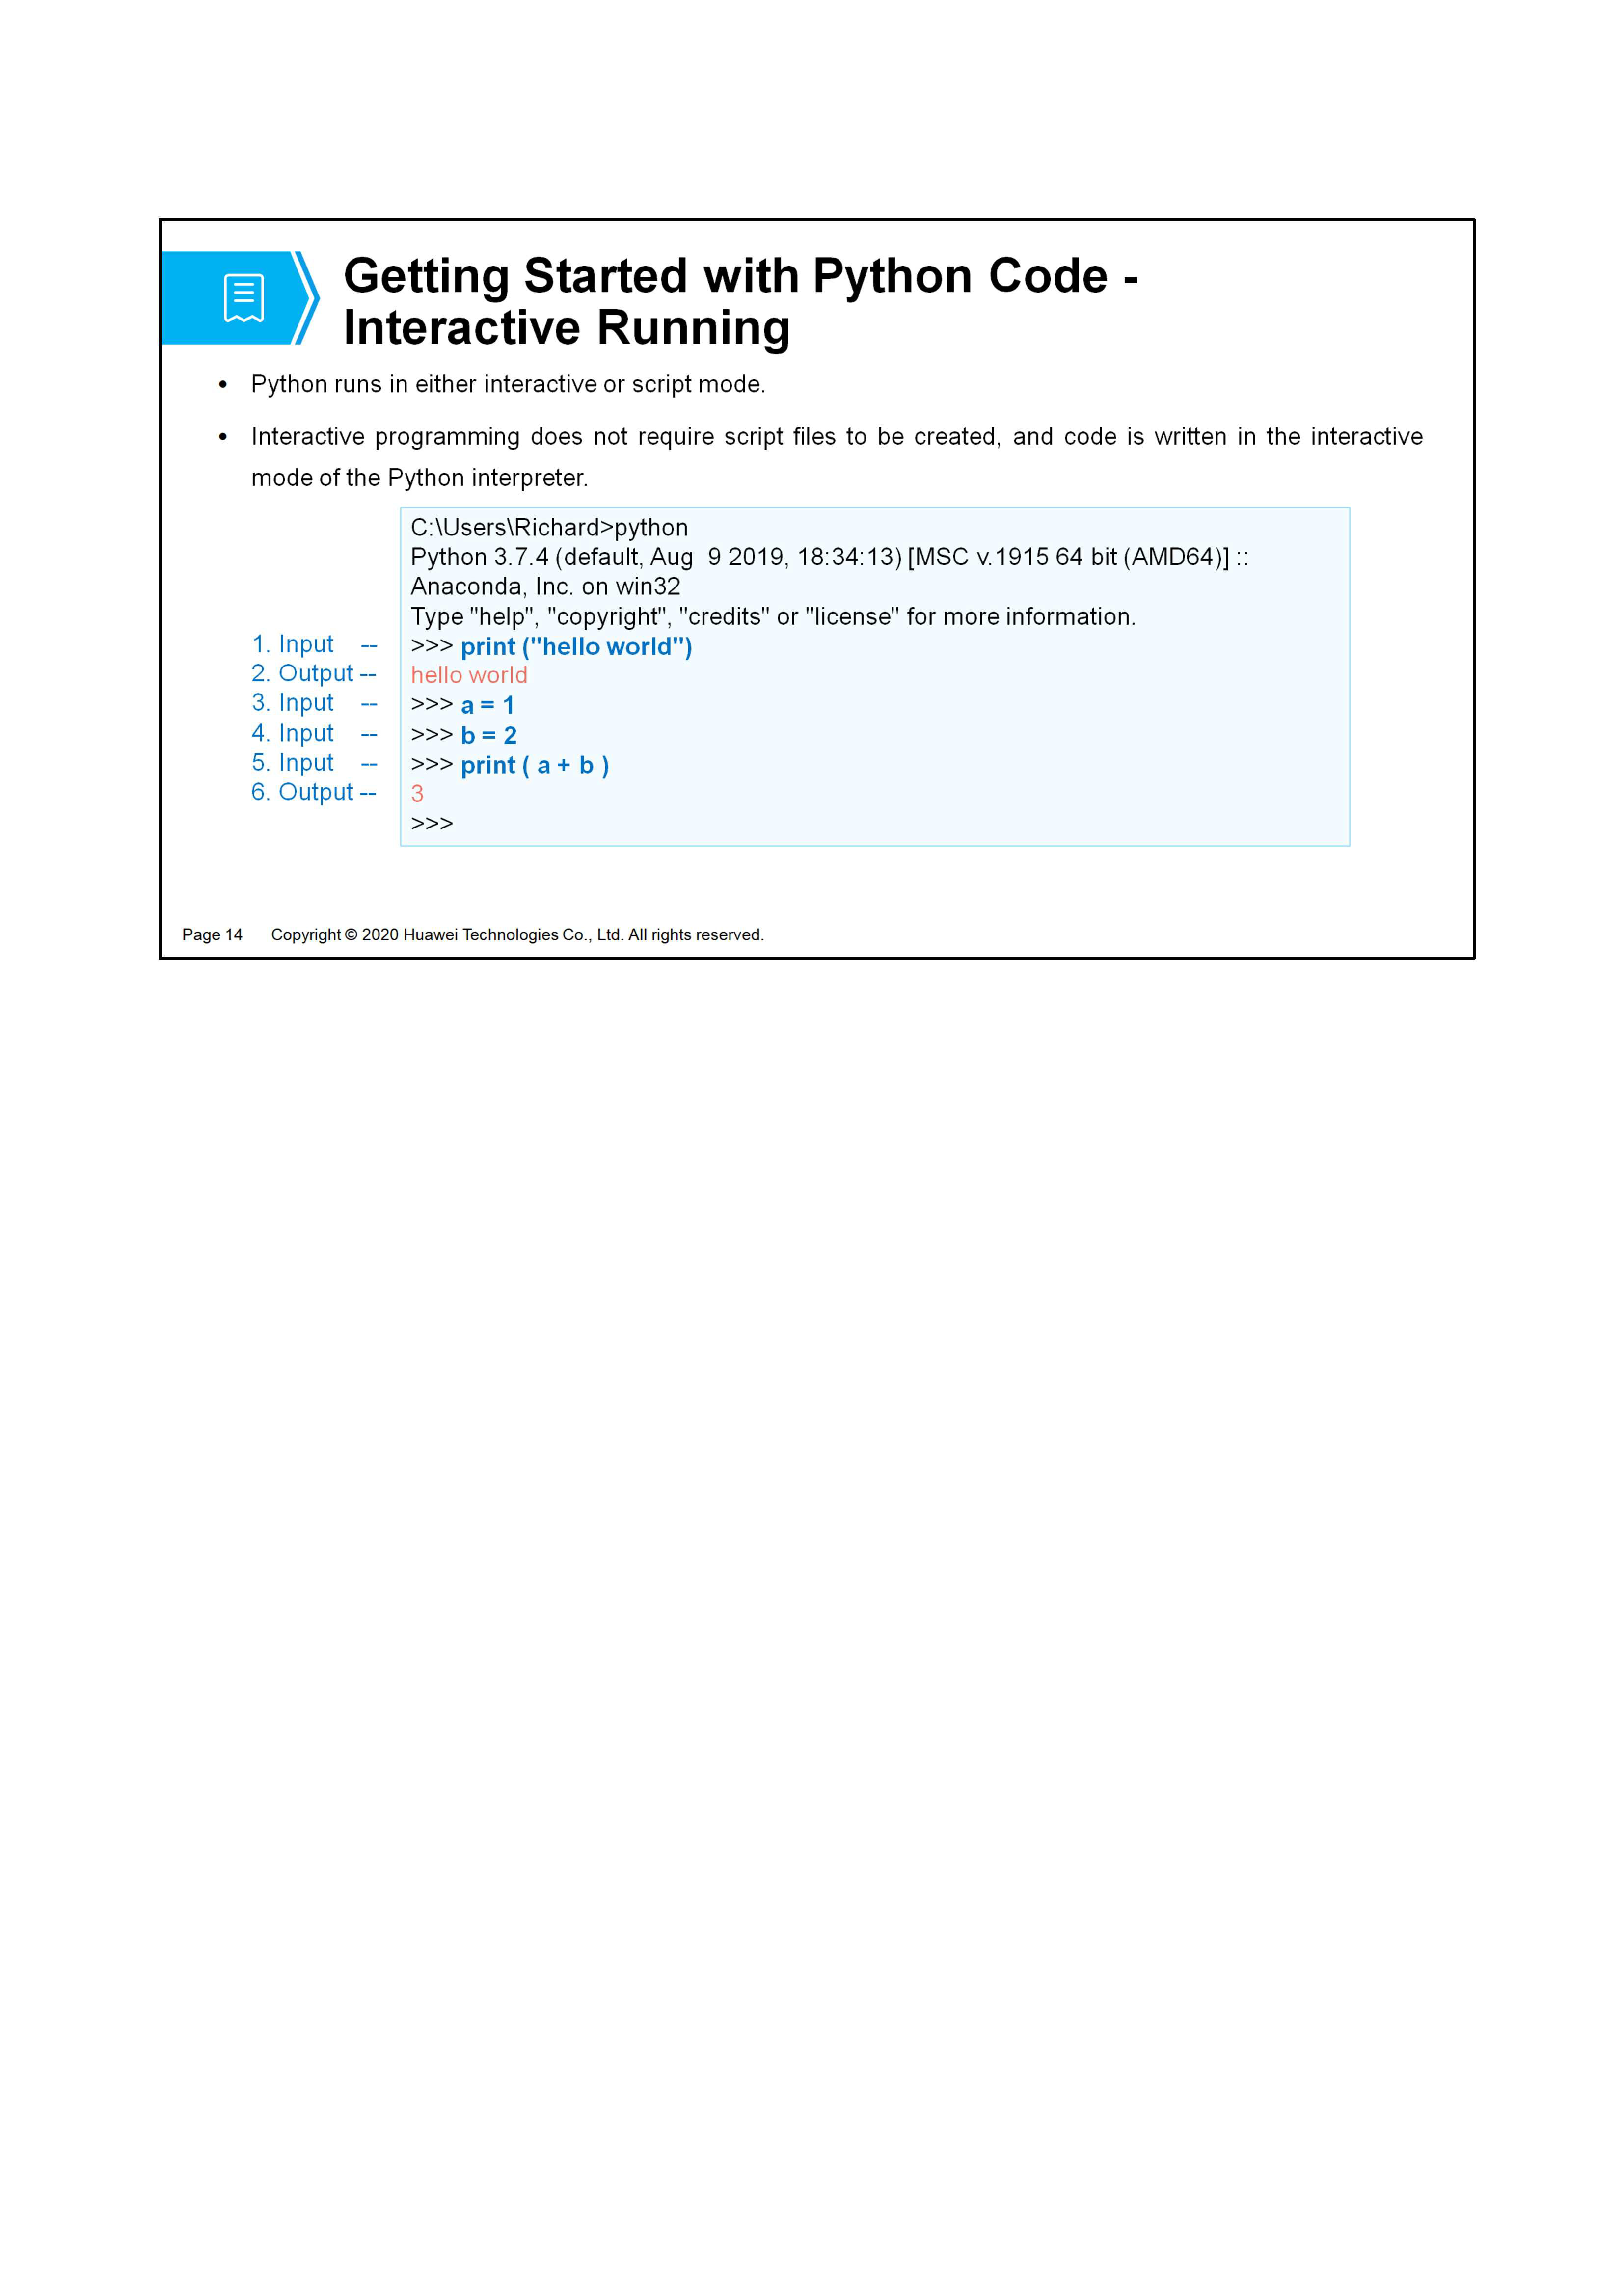 Getting Started with Python Code -
Interactive Running
• Python runs in either interactive or script mode.
• Interactive programming does not require script files to be created, and code is written in the interactive
mode of the Python interpreter.
C:\Users\Richard>python
Python 3.7.4 (default, Aug  9 2019, 18:34:13) [MSC v.1915 64 bit (AMD64)] ::
Anaconda, Inc. on win32
Type "help", "copyright", "credits" or "license" for more information.
1. Input -- >>> print ("hello world")
2. Output -- hello world
3. Input -- >>> a = 1
4. Input -- >>> b = 2
5. Input -- >>> print ( a + b )
6. Output -- 3
>>>
Page 14 Copyright © 2020 Huawei Technologies Co., Ltd. All rights reserved.